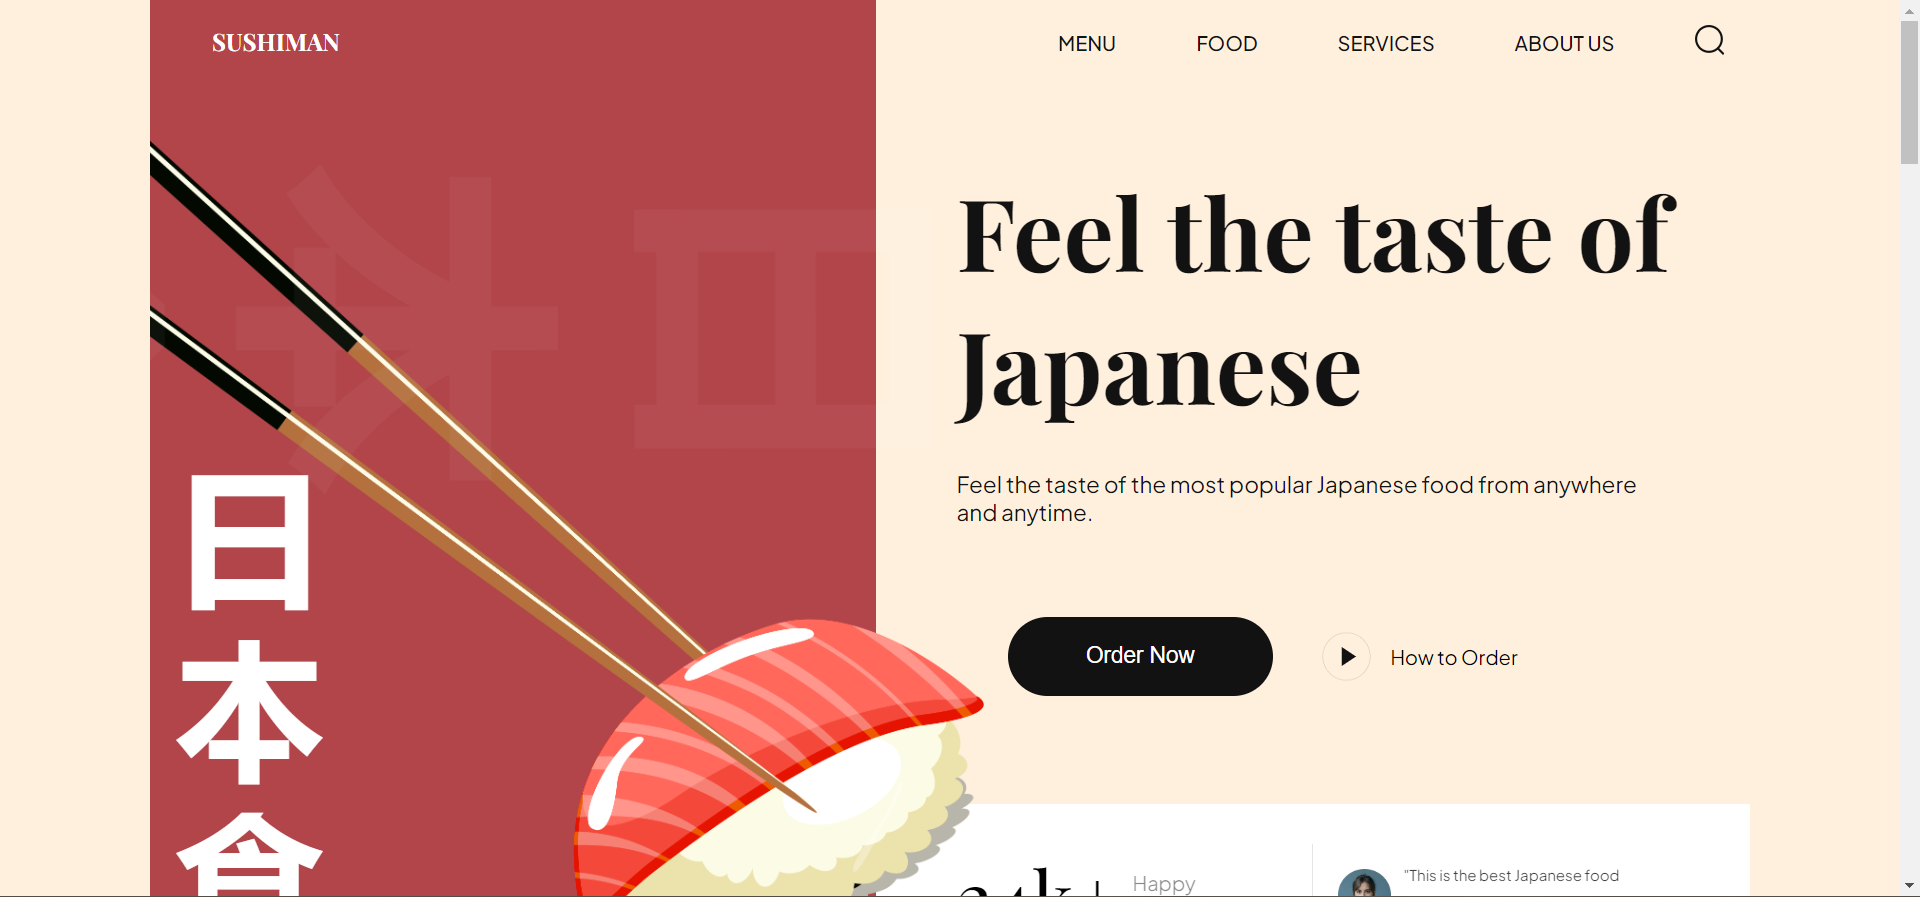 SUSHIMAN
MENU
FOOD
SERVICES
ABOUT US
Feel the taste of
Japanese
Feel the taste of the most popular Japanese food from anywhere
and anytime.
Order Now
How to Order
日
本
食
Happy
"This is the best Japanese food